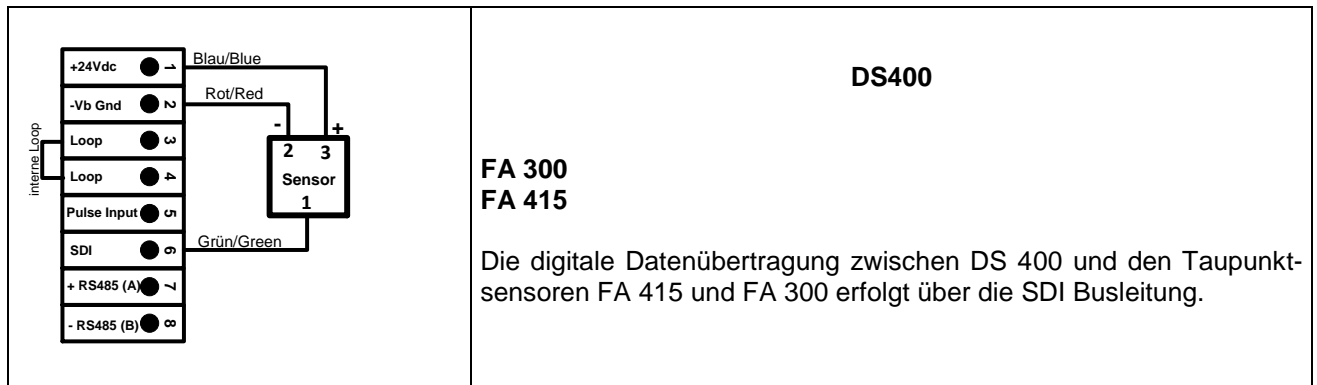 +24Vdc 1 Blau/Blue
-Vb Gnd 2 Rot/Red
interne Loop
Loop 3
Loop 4
Pulse Input 5
SDI 6 Grün/Green
+ RS485 (A) 7
- RS485 (B) 8
- +
2 3
Sensor
1
DS400
FA 300
FA 415
Die digitale Datenübertragung zwischen DS 400 und den Taupunkt-
sensoren FA 415 und FA 300 erfolgt über die SDI Busleitung.